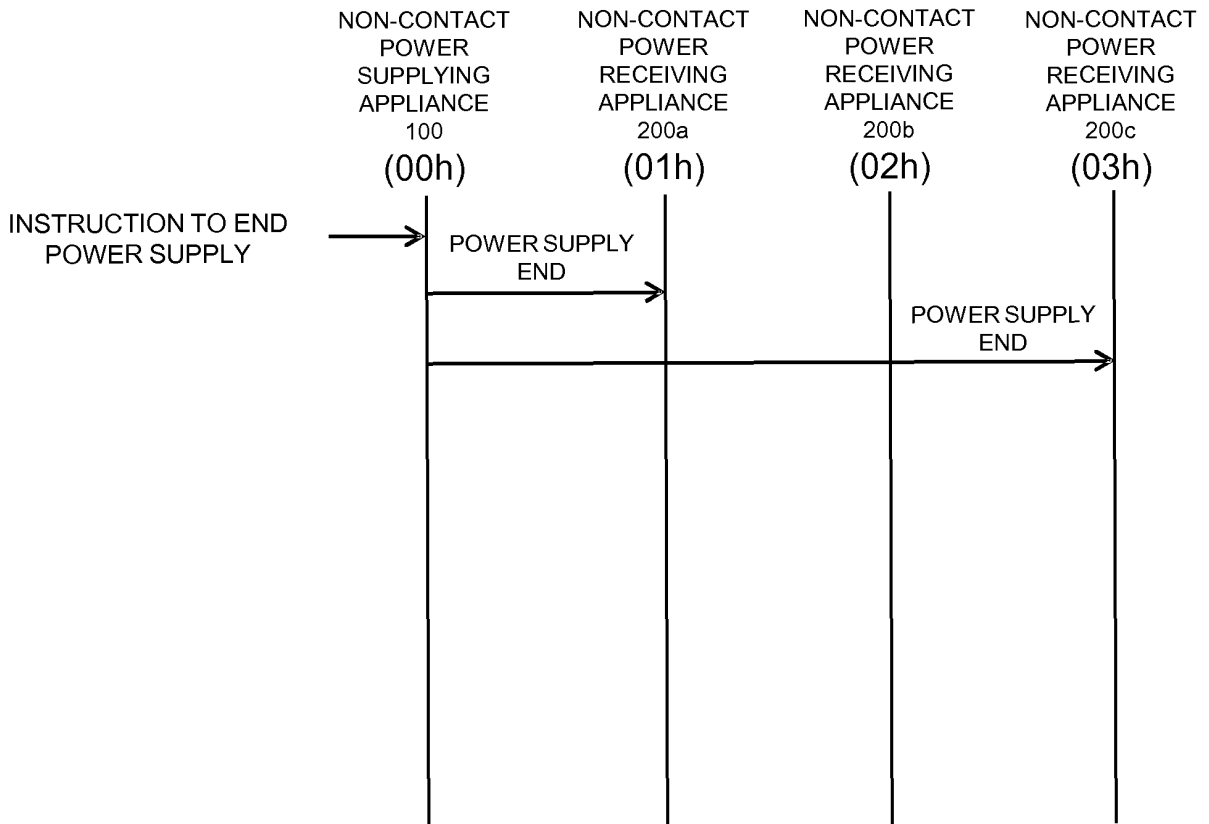 NON-CONTACT
POWER
SUPPLYING
APPLIANCE
100
(00h)
NON-CONTACT
POWER
RECEIVING
APPLIANCE
200a
(01h)
NON-CONTACT
POWER
RECEIVING
APPLIANCE
200b
(02h)
NON-CONTACT
POWER
RECEIVING
APPLIANCE
200c
(03h)
INSTRUCTION TO END
POWER SUPPLY
POWER SUPPLY
END
POWER SUPPLY
END